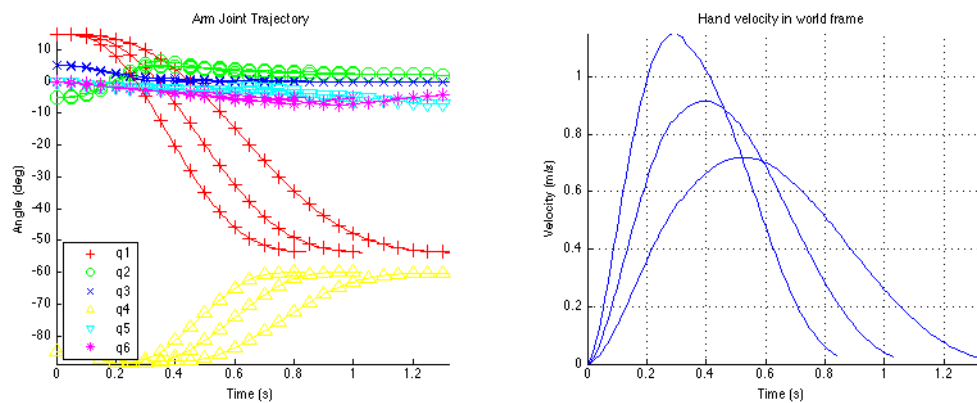 Arm Joint Trajectory
10
0
-10
-20
-30
-40
-50
-60
-70
-80
Angle (deg)
q1
q2
q3
q4
q5
q6
0
0.2
0.4
0.6
0.8
1
1.2
Time (s)
Hand velocity in world frame
1
0.8
0.6
0.4
0.2
0
Velocity (m/s)
0
0.2
0.4
0.6
0.8
1
1.2
Time (s)